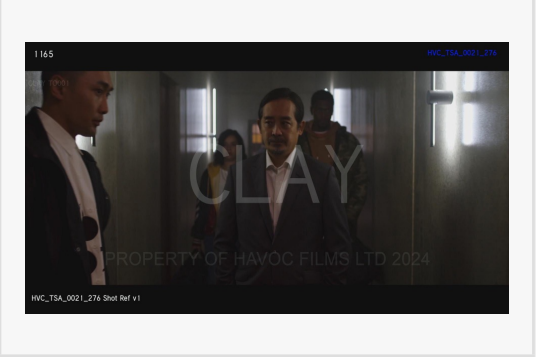 1165
HVC_TSA_0021_276
CLAY
PROPERTY OF HAVOC FILMS LTD 2024
HVC_TSA_0021_276 Shot Ref v1